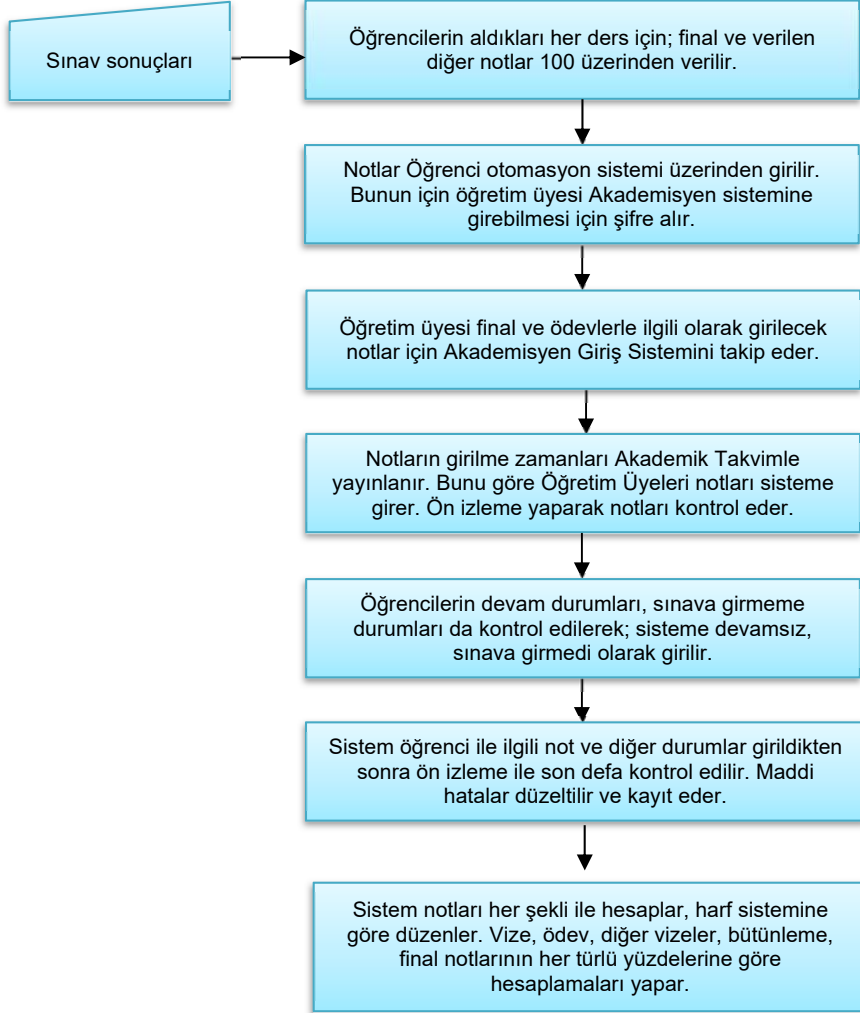 Sınav sonuçları
Öğrencilerin aldıkları her ders için; final ve verilen
diğer notlar 100 üzerinden verilir.
Notlar Öğrenci otomasyon sistemi üzerinden girilir.
Bunun için öğretim üyesi Akademisyen sistemine
girebilmesi için şifre alır.
Öğretim üyesi final ve ödevlerle ilgili olarak girilecek
notlar için Akademisyen Giriş Sistemini takip eder.
Notların girilme zamanları Akademik Takvimle
yayınlanır. Bunu göre Öğretim Üyeleri notları sisteme
girer. Ön izleme yaparak notları kontrol eder.
Öğrencilerin devam durumları, sınava girmeme
durumları da kontrol edilerek; sisteme devamsız,
sınava girmedi olarak girilir.
Sistem öğrenci ile ilgili not ve diğer durumlar girildikten
sonra ön izleme ile son defa kontrol edilir. Maddi
hatalar düzeltilir ve kayıt eder.
Sistem notları her şekli ile hesaplar, harf sistemine
göre düzenler. Vize, ödev, diğer vizeler, bütünleme,
final notlarının her türlü yüzdelerine göre
hesaplamaları yapar.